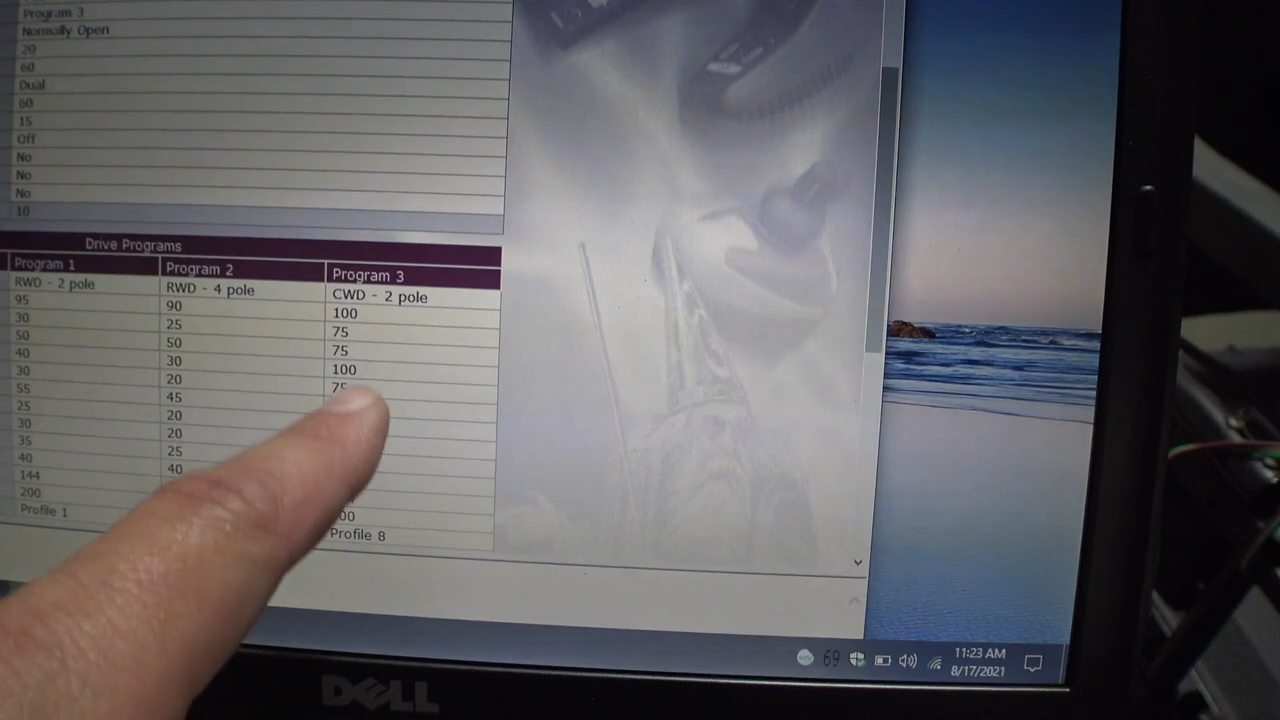 Program 3
Normally Open
20
60
Dual
60
15
Off
No
No
No
10
Drive Programs
Program 1 Program 2 Program 3
RWD - 2 pole RWD - 4 pole CWD - 2 pole
95 90 100
30 25 75
50 50 75
40 30 100
30 20 75
55 45
25 20
30 20
35 25
40 40
144
200
Profile 1 Profile 8
69
11:23 AM
8/17/2021
DELL